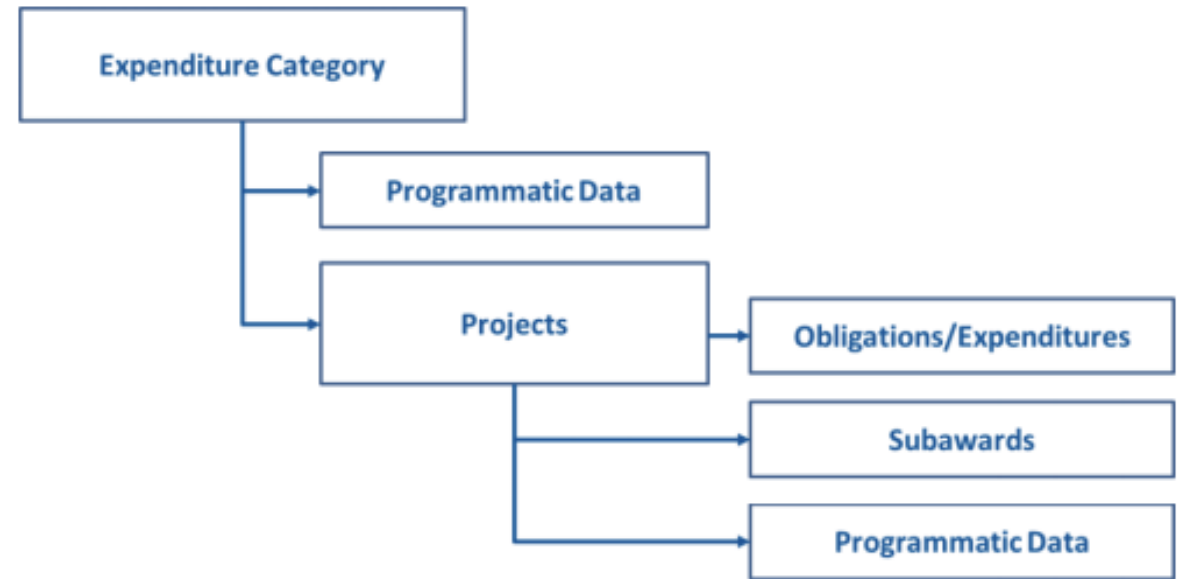 Expenditure Category
Programmatic Data
Projects
Obligations/Expenditures
Subawards
Programmatic Data